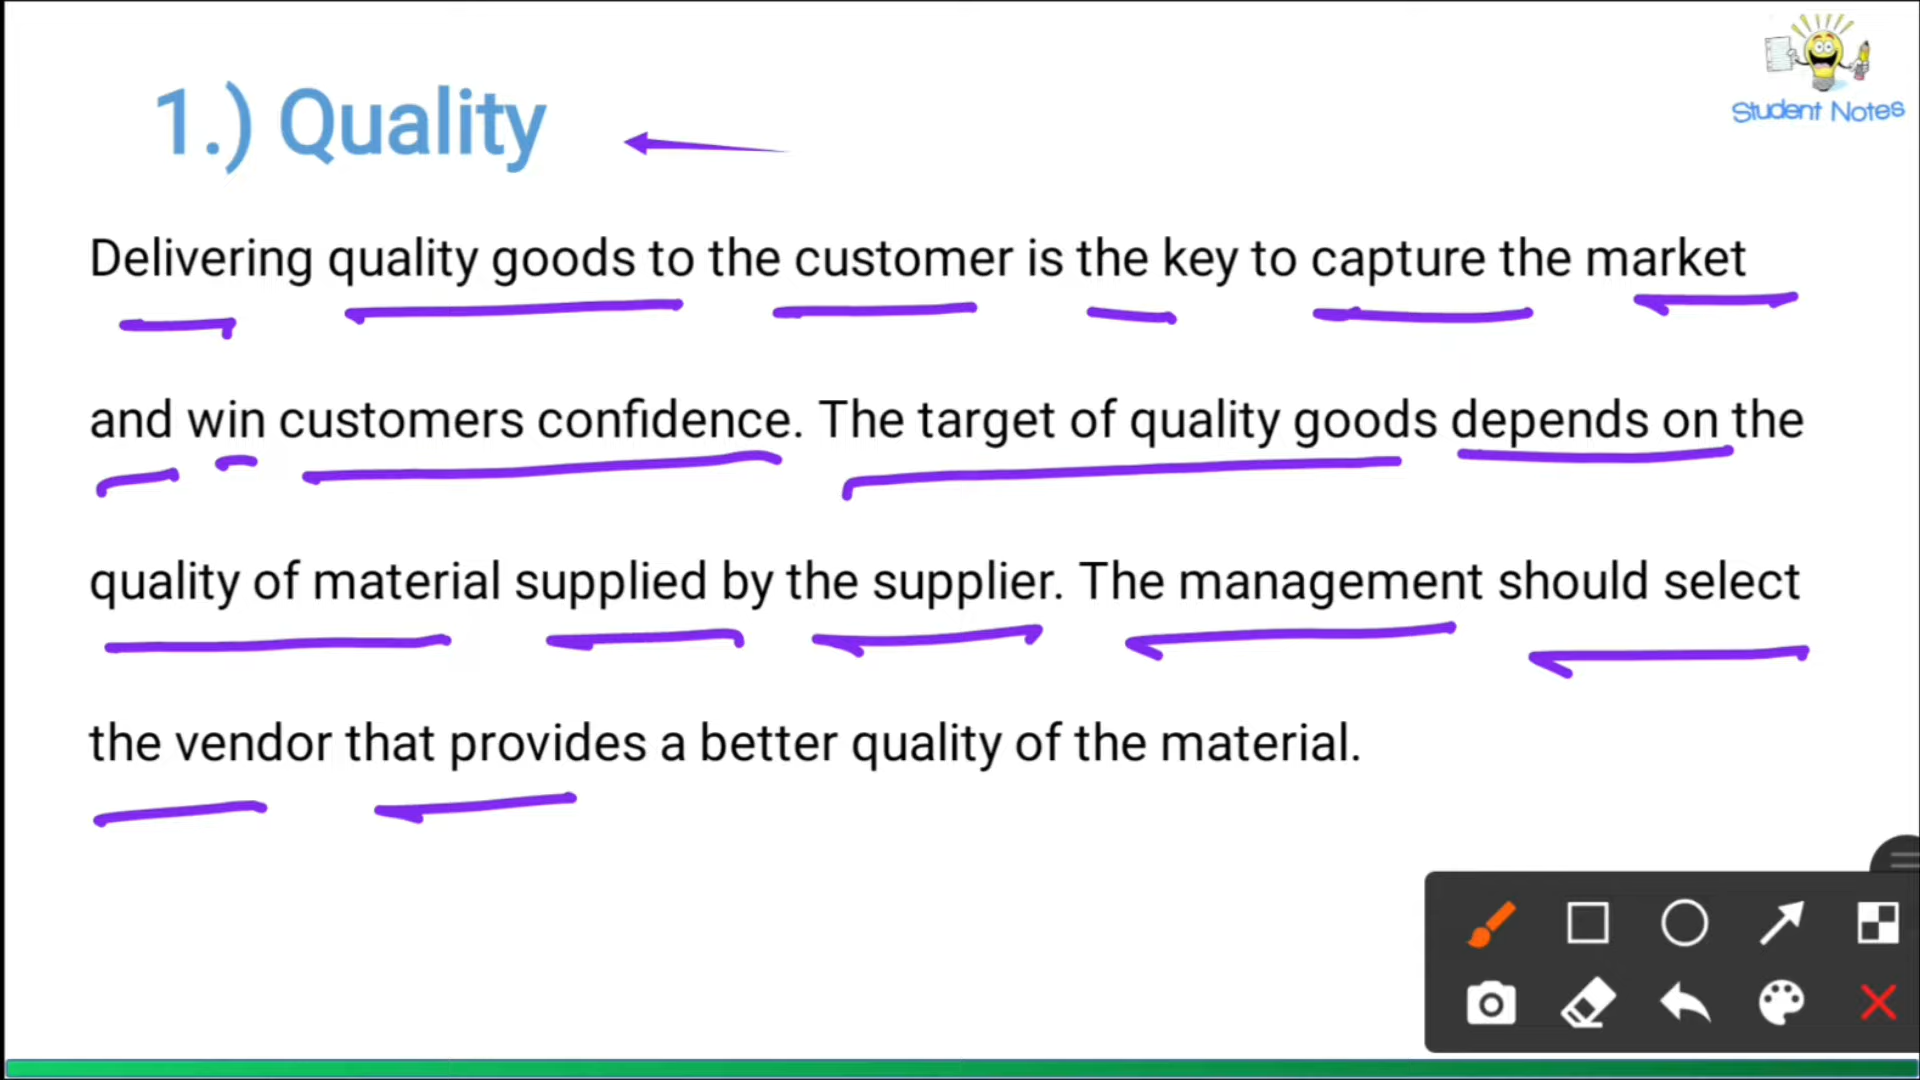 Student Notes
1.) Quality
Delivering quality goods to the customer is the key to capture the market
and win customers confidence. The target of quality goods depends on the
quality of material supplied by the supplier. The management should select
the vendor that provides a better quality of the material.